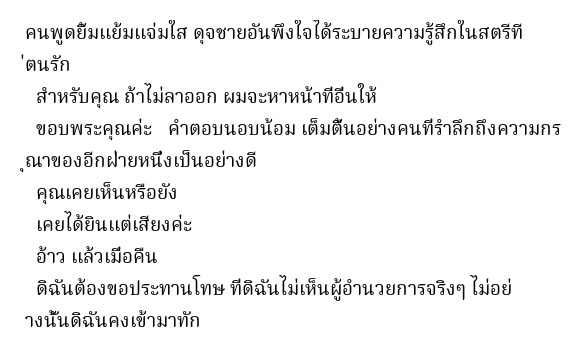 คนพูดยิ้มแย้มแจ่มใส ดุจชายอันพึงใจได้ระบายความรู้สึกในสตรีที
่ตนรัก
สำหรับคุณ ถ้าไม่ลาออก ผมจะหาหน้าที่อื่นให้
ขอบพระคุณค่ะ คำตอบนอบน้อม เต็มตื้นอย่างคนที่รำลึกถึงความกร
ุณาของอีกฝ่ายหนึ่งเป็นอย่างดี
คุณเคยเห็นหรือยัง
เคยได้ยินแต่เสียงค่ะ
อ้าว แล้วเมื่อคืน
ดิฉันต้องขอประทานโทษ ที่ดิฉันไม่เห็นผู้อำนวยการจริงๆ ไม่อย่
างนั้นดิฉันคงเข้ามาทัก